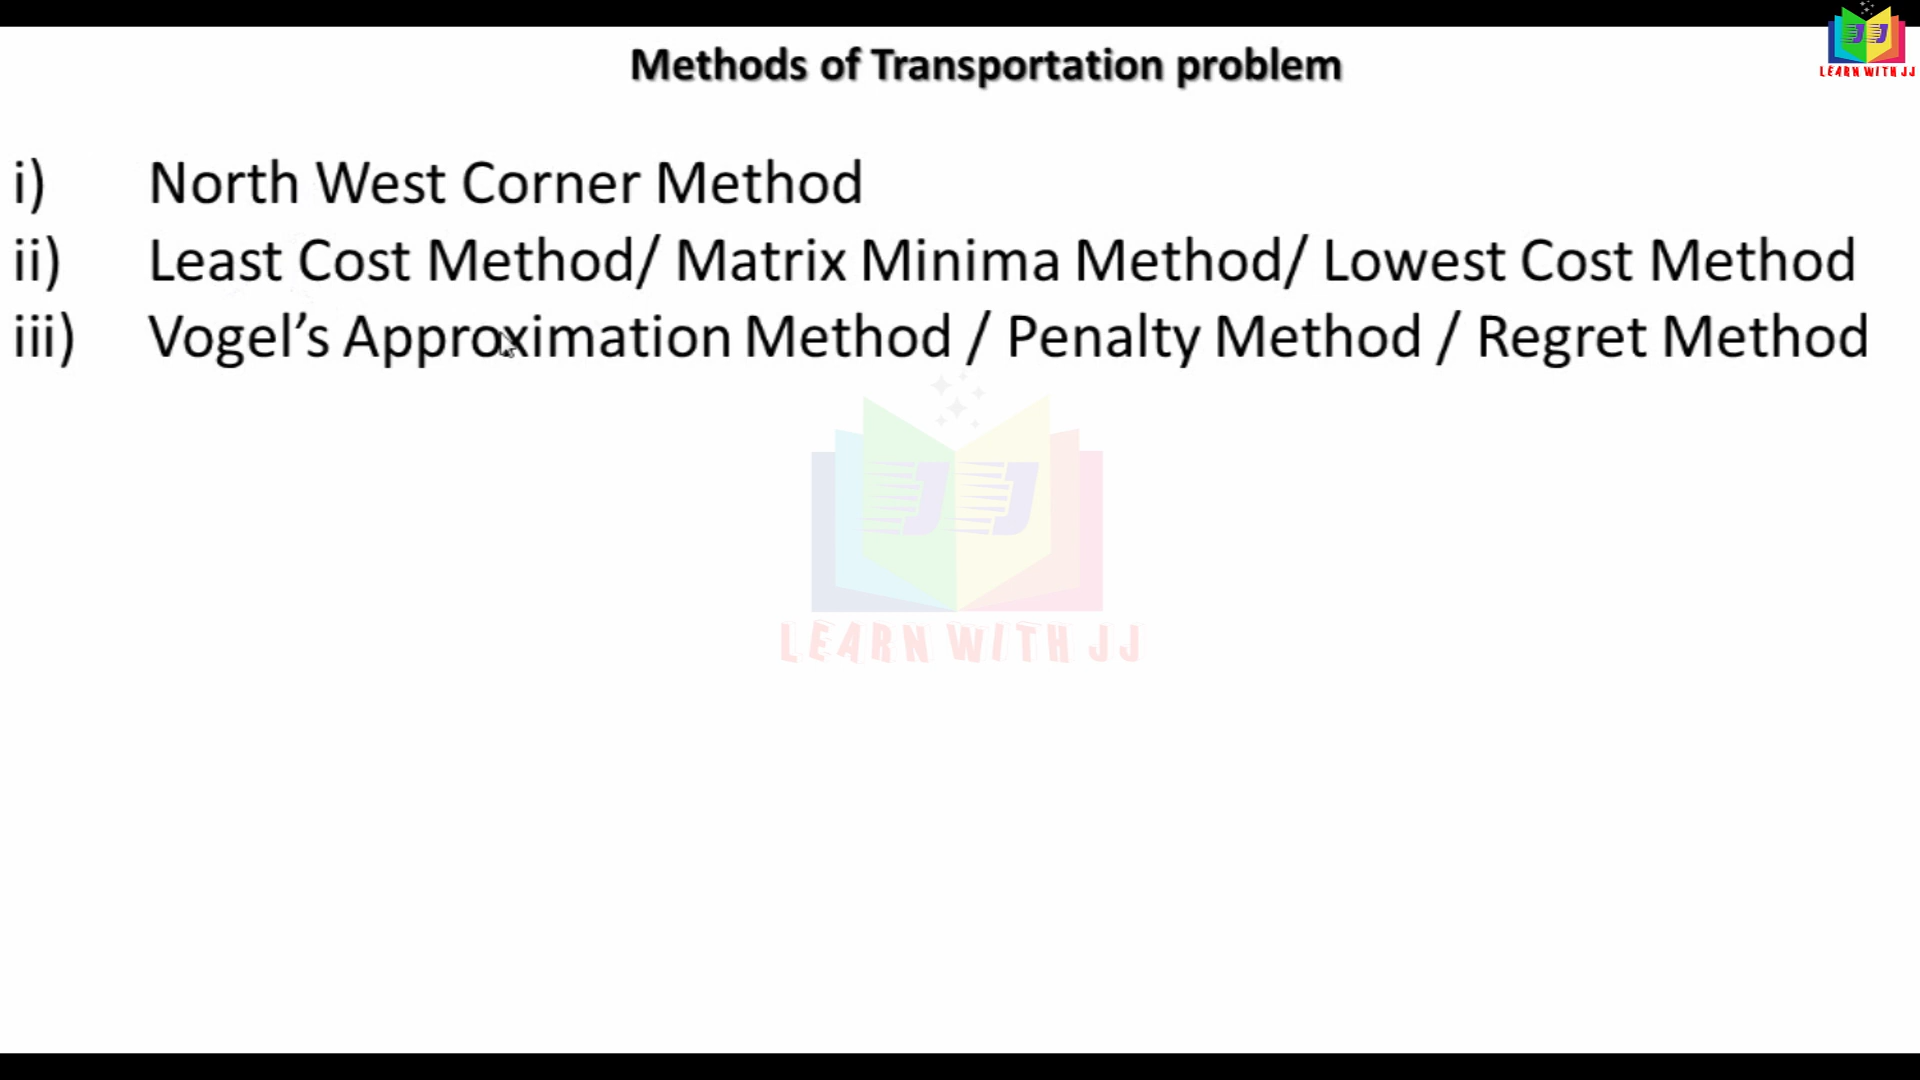 Methods of Transportation problem
LEARN WITH JJ
i) North West Corner Method
ii) Least Cost Method/ Matrix Minima Method/ Lowest Cost Method
iii) Vogel’s Approximation Method / Penalty Method / Regret Method
JJ
LEARN WITH JJ